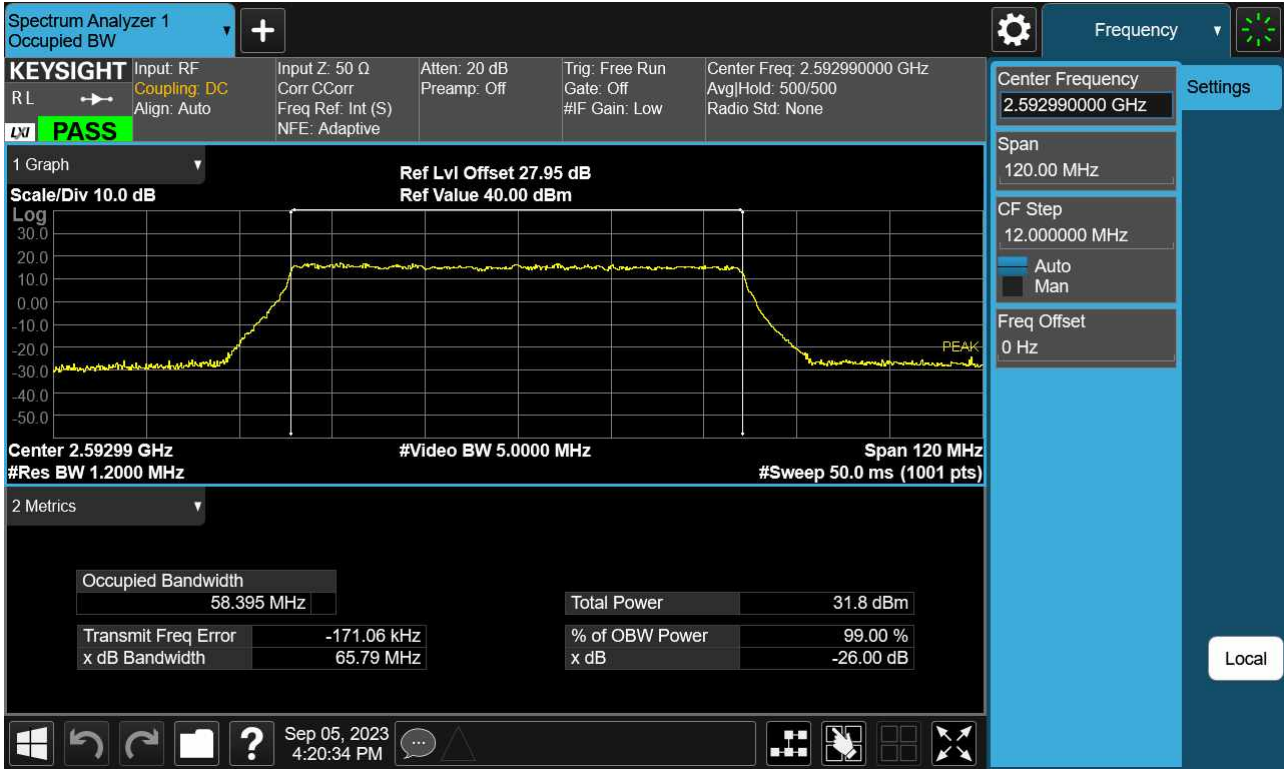 Spectrum Analyzer 1
Occupied BW
Frequency
KEYSIGHT
R L
LXI PASS
Input: RF
Coupling: DC
Align: Auto
Input Z: 50 Ω
Corr CCorr
Freq Ref: Int (S)
NFE: Adaptive
Atten: 20 dB
Preamp: Off
Trig: Free Run
Gate: Off
#IF Gain: Low
Center Freq: 2.592990000 GHz
Avg|Hold: 500/500
Radio Std: None
1 Graph
Scale/Div 10.0 dB
Ref Lvl Offset 27.95 dB
Ref Value 40.00 dBm
Log
30.0
20.0
10.0
0.00
-10.0
-20.0
-30.0
-40.0
-50.0
PEAK
Center 2.59299 GHz
#Video BW 5.0000 MHz
Span 120 MHz
#Res BW 1.2000 MHz
#Sweep 50.0 ms (1001 pts)
2 Metrics
Occupied Bandwidth
58.395 MHz
Total Power 31.8 dBm
Transmit Freq Error -171.06 kHz
% of OBW Power 99.00 %
x dB Bandwidth 65.79 MHz
x dB -26.00 dB
Center Frequency
2.592990000 GHz
Settings
Span
120.00 MHz
CF Step
12.000000 MHz
Auto
Man
Freq Offset
0 Hz
Local
?
Sep 05, 2023
4:20:34 PM